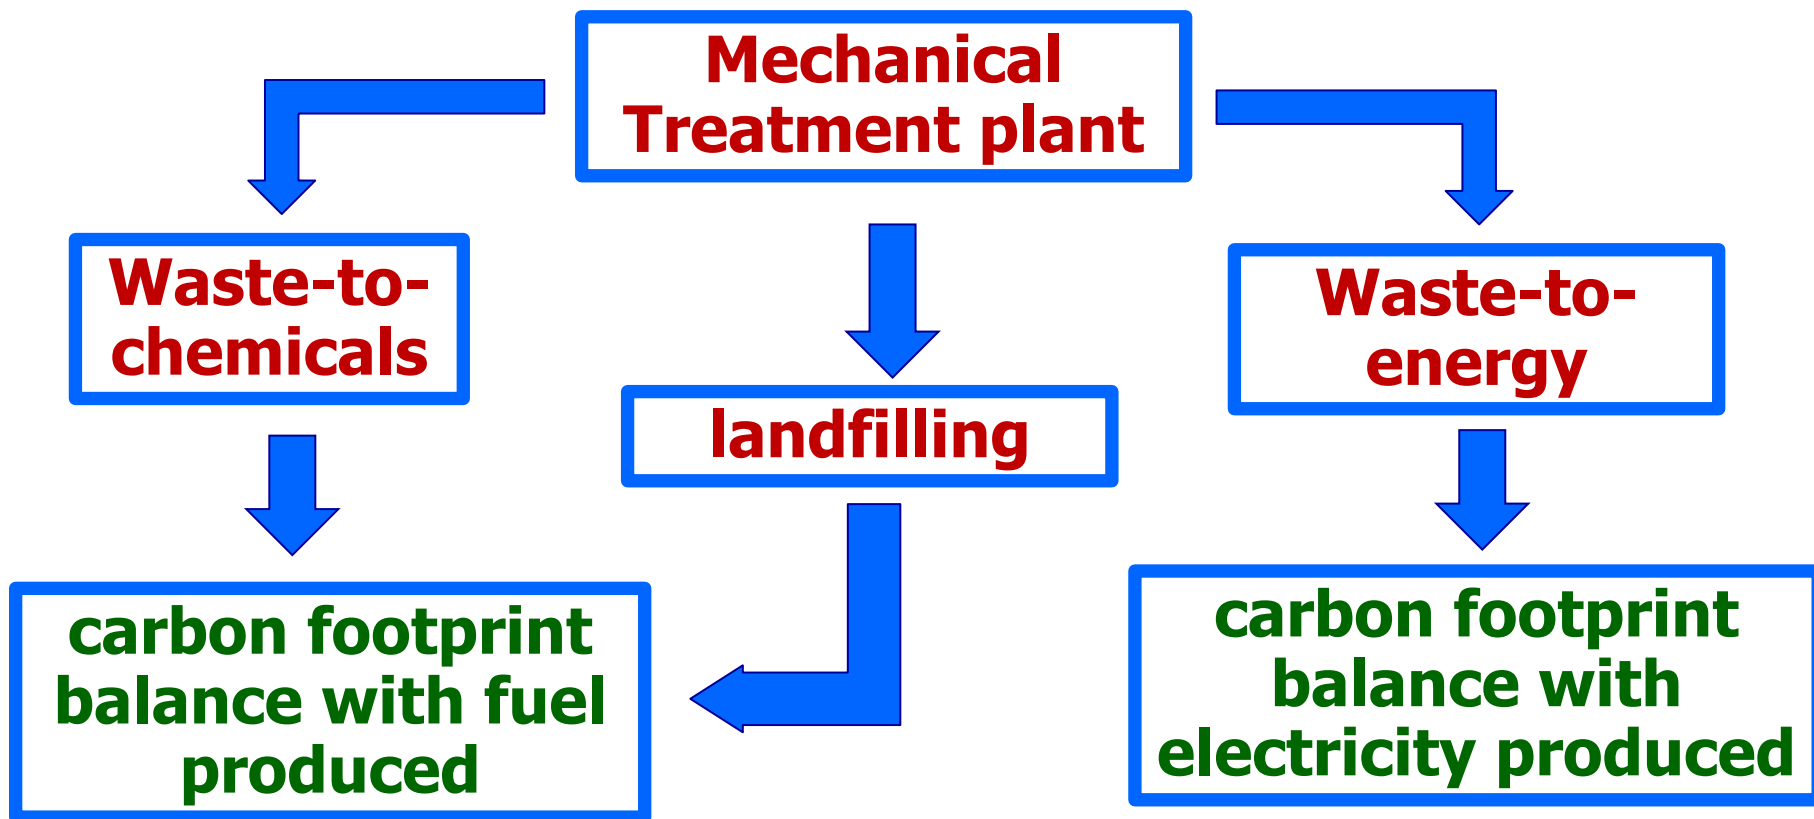 Mechanical
Treatment plant
Waste-to-
chemicals
landfilling
Waste-to-
energy
carbon footprint
balance with fuel
produced
carbon footprint
balance with
electricity produced